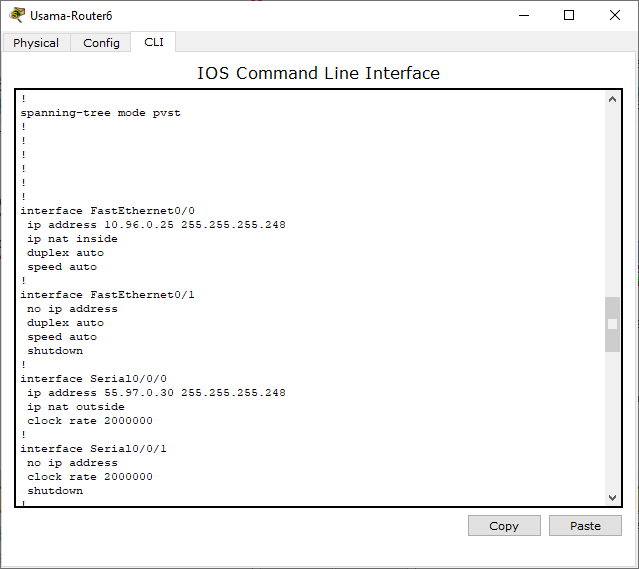 Usama-Router6
Physical Config CLI
IOS Command Line Interface
!
spanning-tree mode pvst
!
!
!
!
!
!
interface FastEthernet0/0
ip address 10.96.0.25 255.255.255.248
ip nat inside
duplex auto
speed auto
!
interface FastEthernet0/1
no ip address
duplex auto
speed auto
shutdown
!
interface Serial0/0/0
ip address 55.97.0.30 255.255.255.248
ip nat outside
clock rate 2000000
!
interface Serial0/0/1
no ip address
clock rate 2000000
shutdown
!
Copy Paste